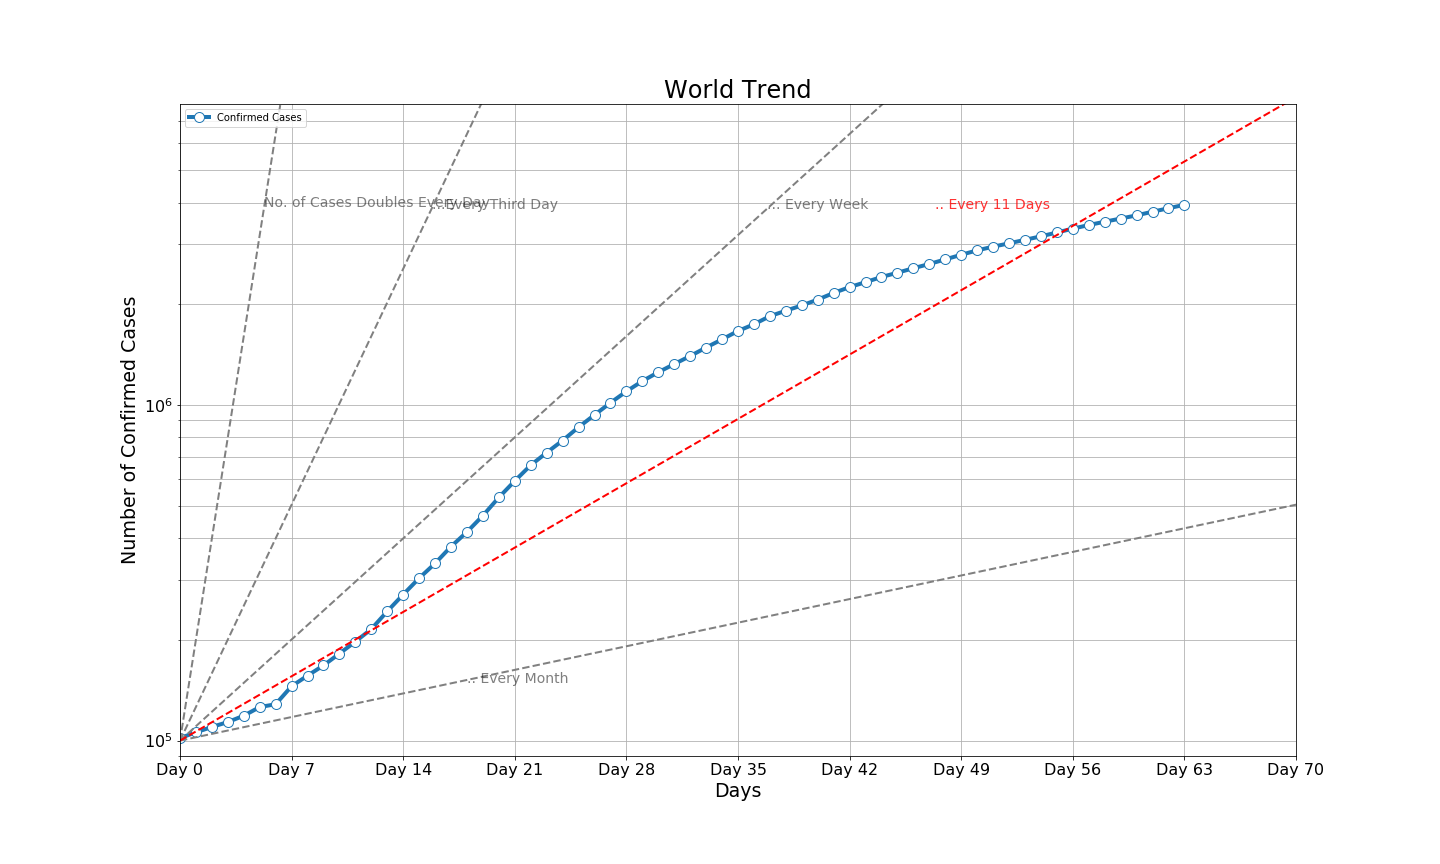 World Trend
Confirmed Cases
No. of Cases Doubles Every Day
.. Every Third Day
.. Every Week
.. Every 11 Days
.. Every Month
Number of Confirmed Cases
10⁶
10⁵
Day 0 Day 7 Day 14 Day 21 Day 28 Day 35 Day 42 Day 49 Day 56 Day 63 Day 70
Days